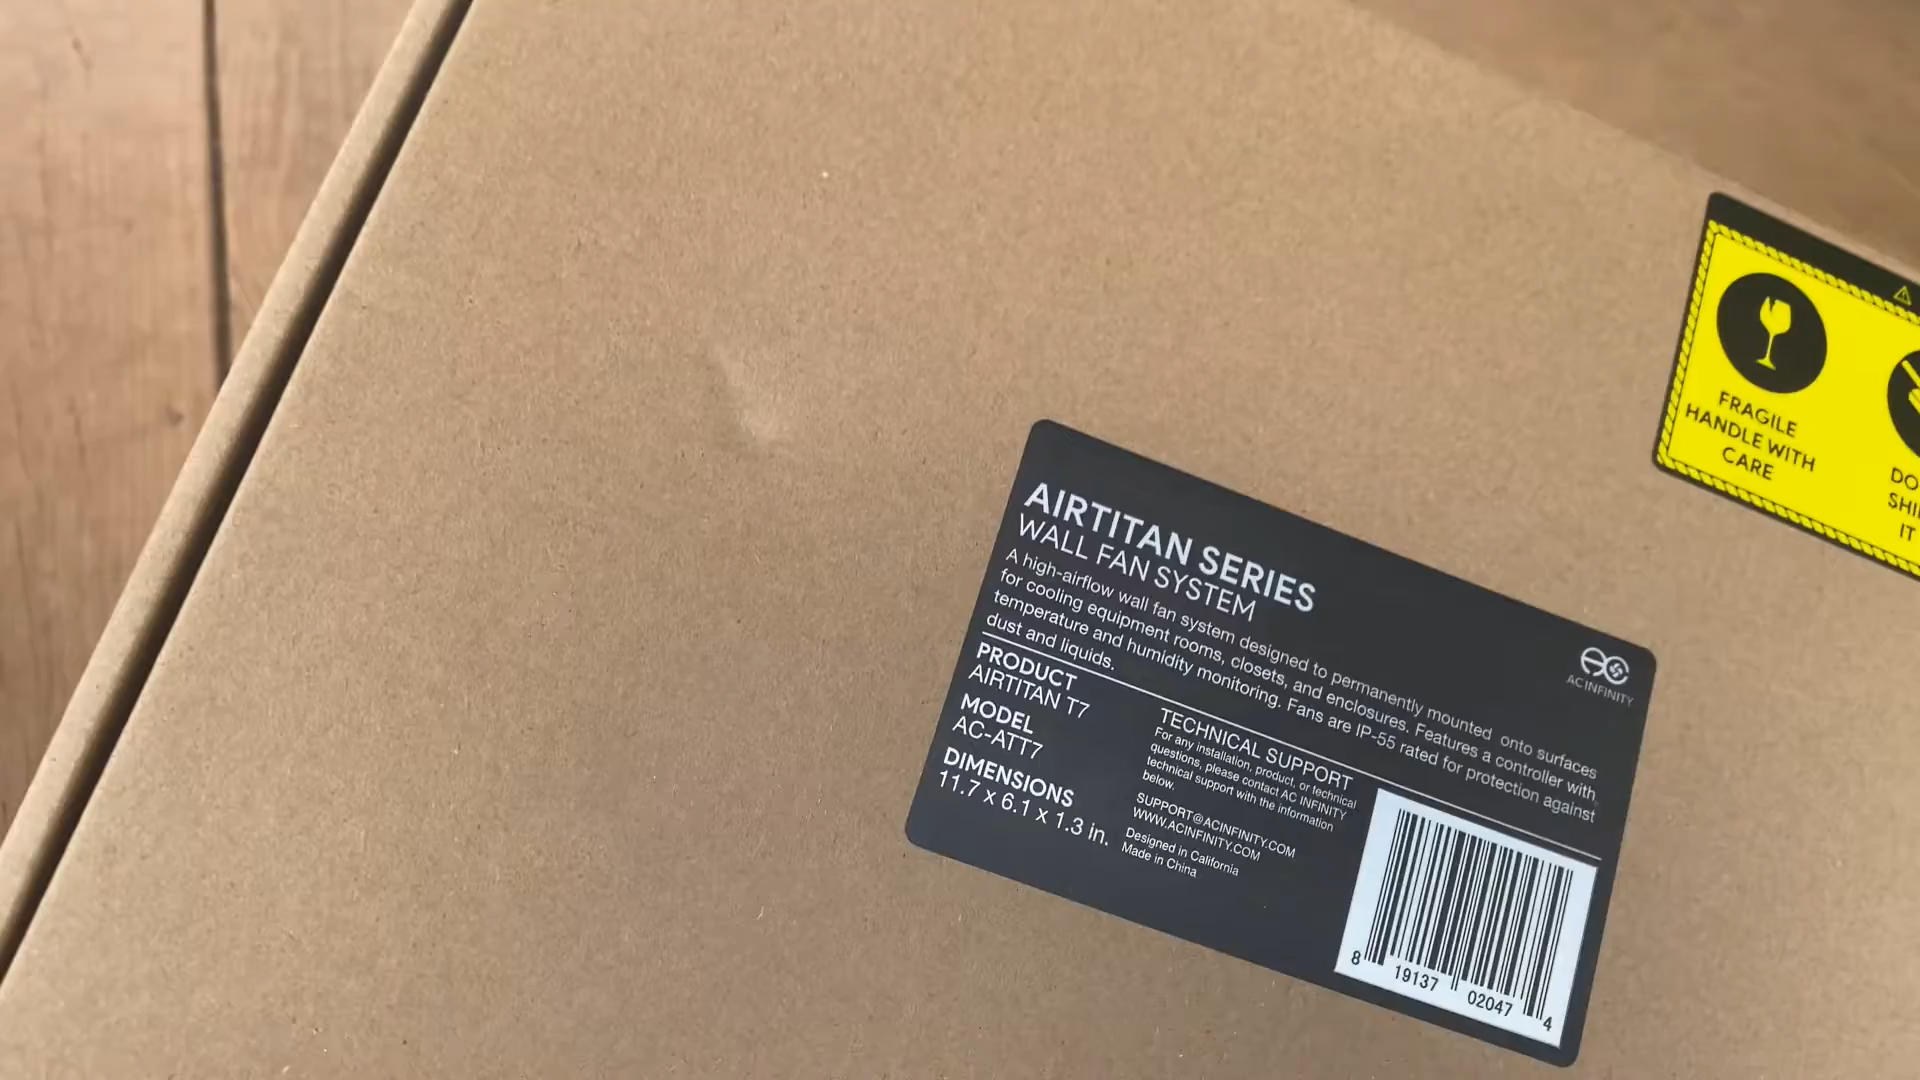 FRAGILE
HANDLE WITH
CARE
DO
IT
AIRTITAN SERIES
WALL FAN SYSTEM
A high-airflow wall fan system designed to permanently mounted onto surfaces
for cooling equipment rooms, closets, and enclosures. Features a controller with
temperature and humidity monitoring. Fans are IP-55 rated for protection against
dust and liquids.
AC INFINITY
PRODUCT
AIRTITAN T7
MODEL
AC-ATT7
DIMENSIONS
11.7 x 6.1 x 1.3 in.
TECHNICAL SUPPORT
For any installation, product, or technical
questions, please contact AC INFINITY
technical support with the information
below.
SUPPORT@ACINFINITY.COM
WWW.ACINFINITY.COM
Designed in California
Made in China
8 19137 02047 4